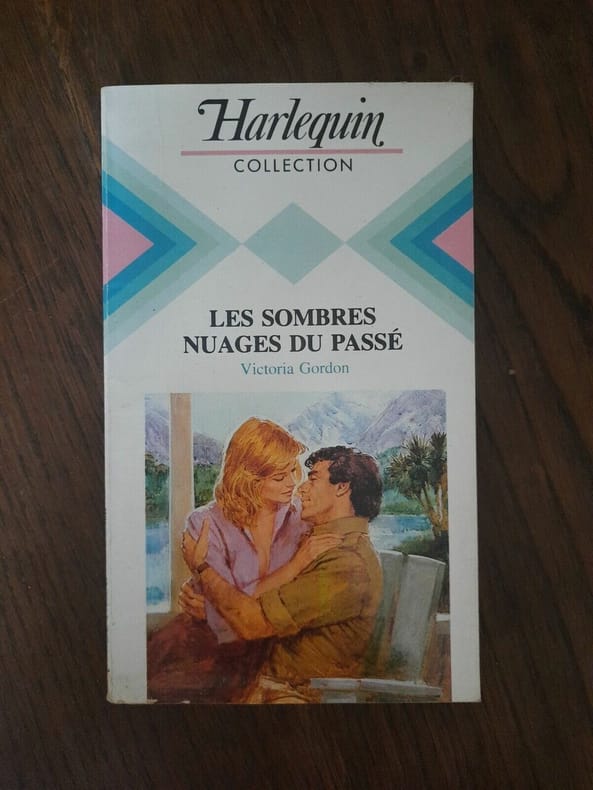 Harlequin
COLLECTION
LES SOMBRES
NUAGES DU PASSÉ
Victoria Gordon